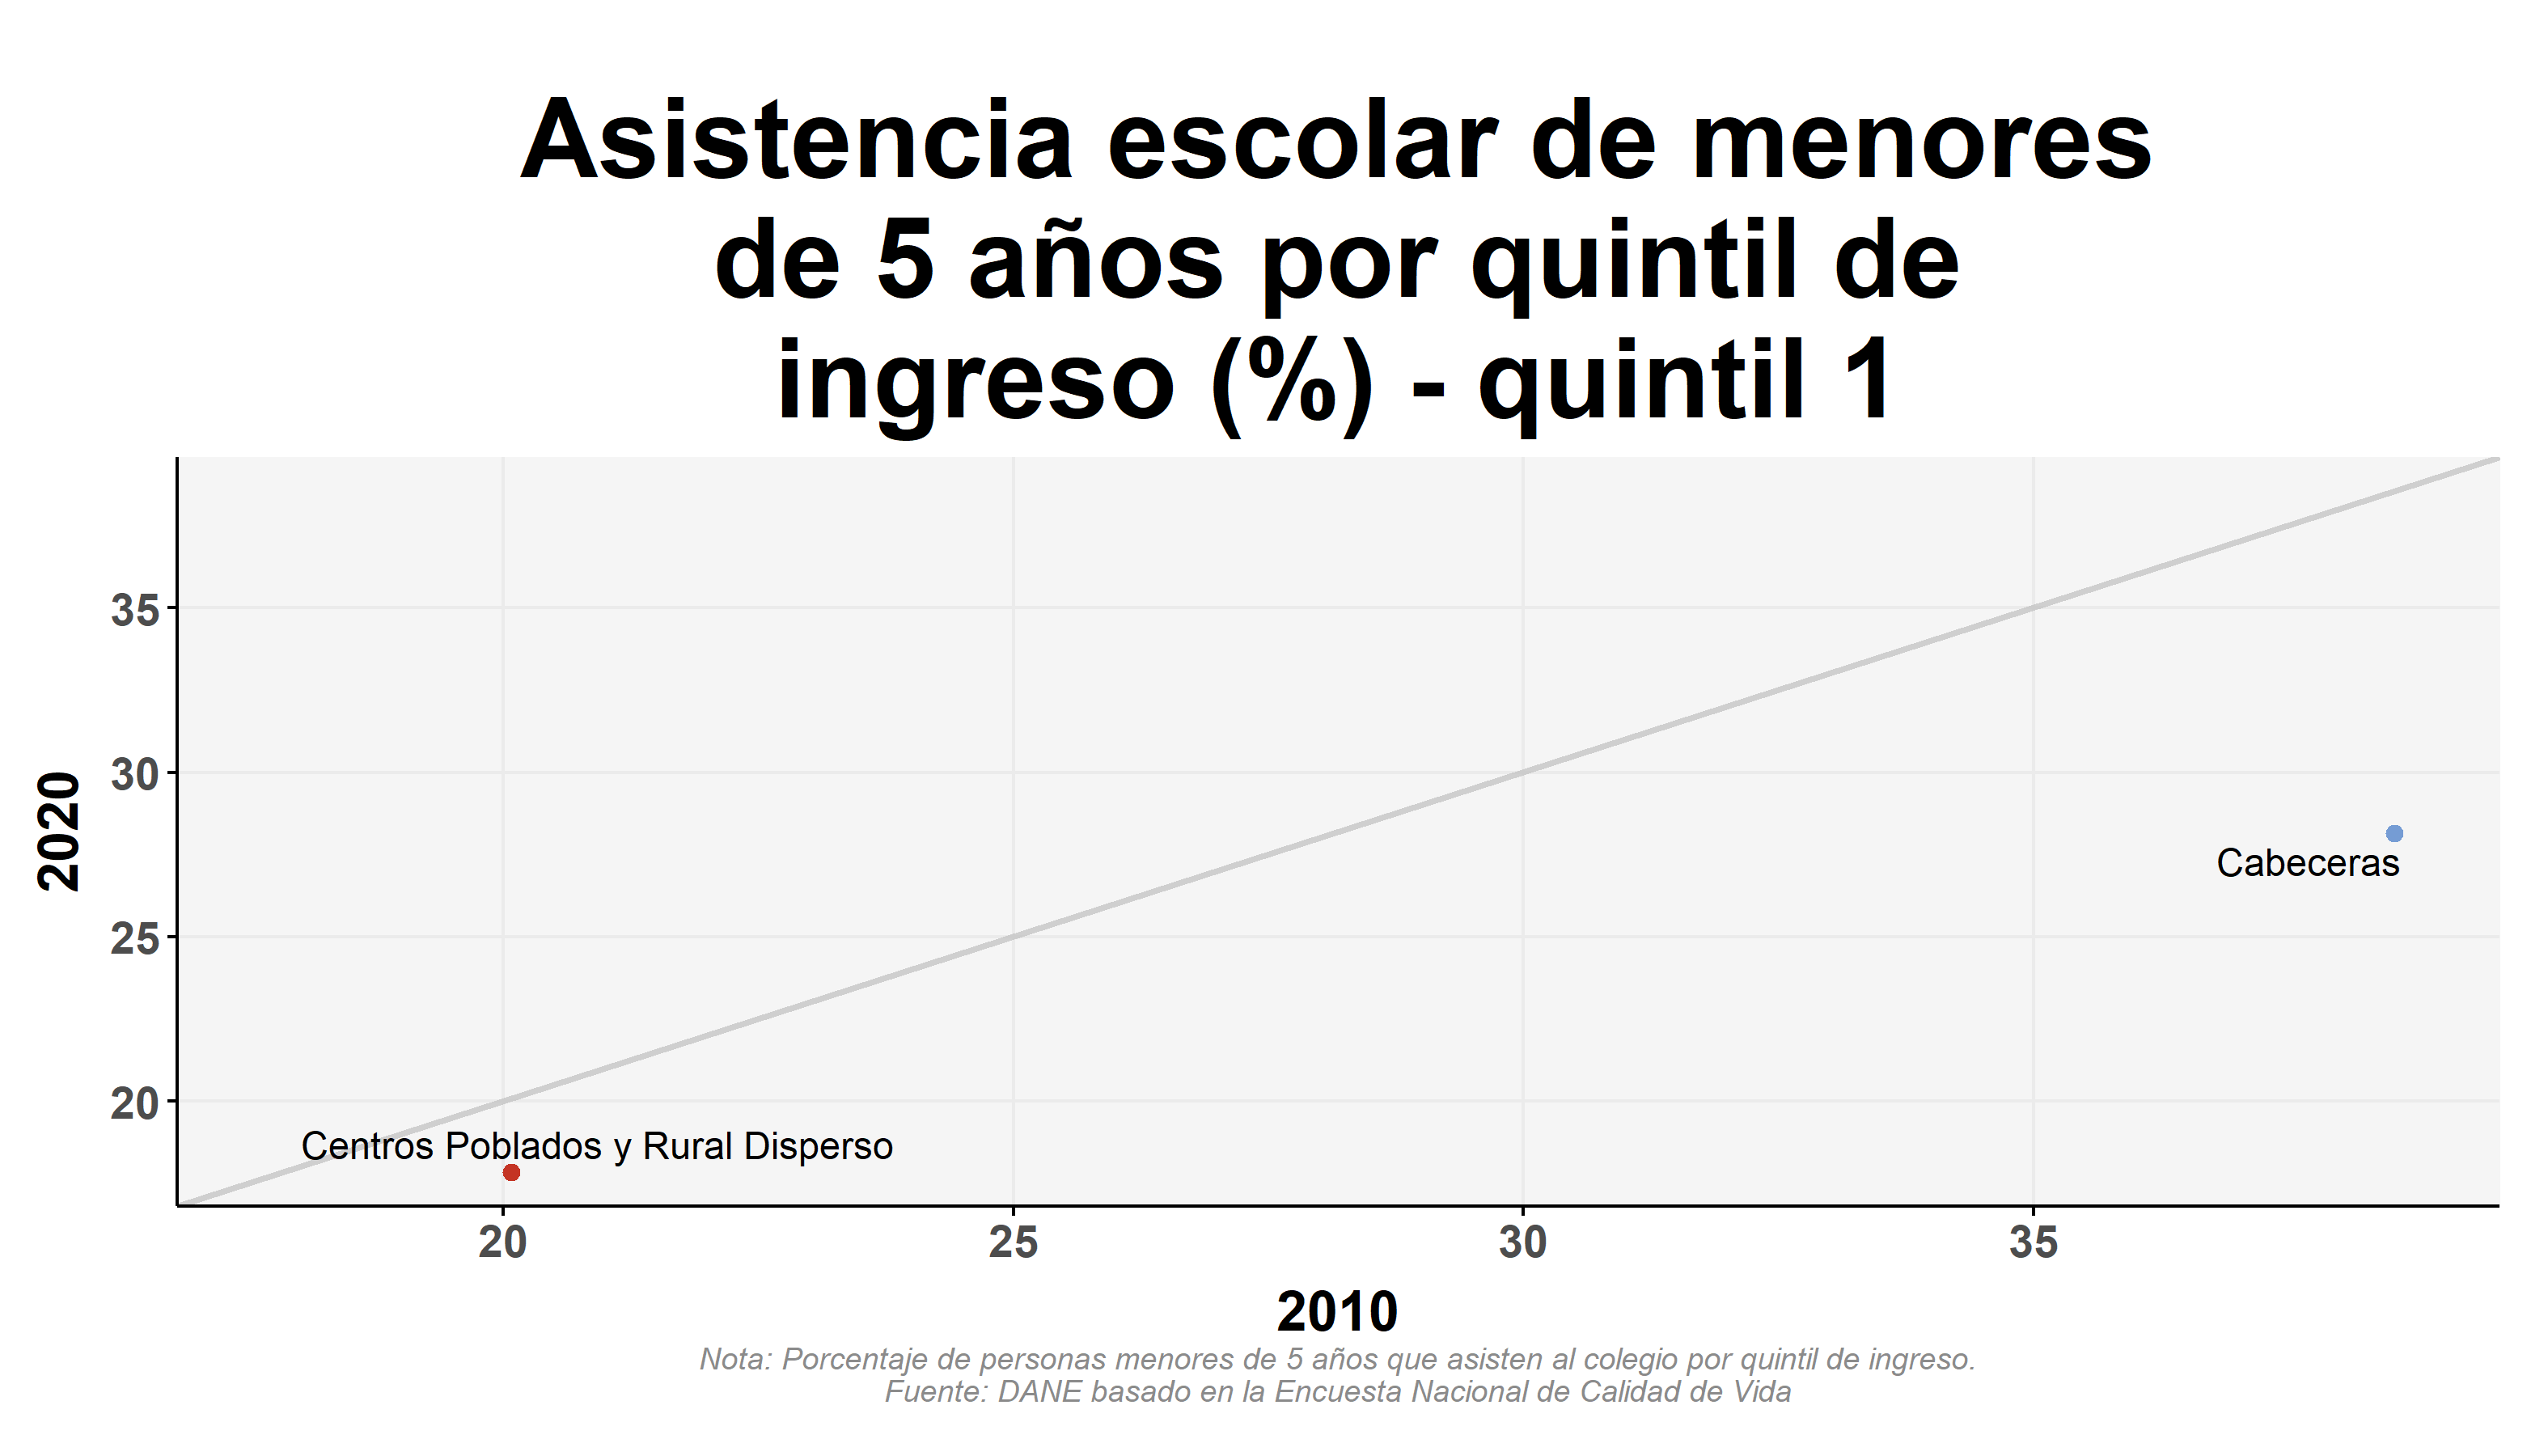 Asistencia escolar de menores
de 5 años por quintil de
ingreso (%) - quintil 1
35
30
25
20
2020
Cabeceras
Centros Poblados y Rural Disperso
20
25
30
35
2010
Nota: Porcentaje de personas menores de 5 años que asisten al colegio por quintil de ingreso.
Fuente: DANE basado en la Encuesta Nacional de Calidad de Vida